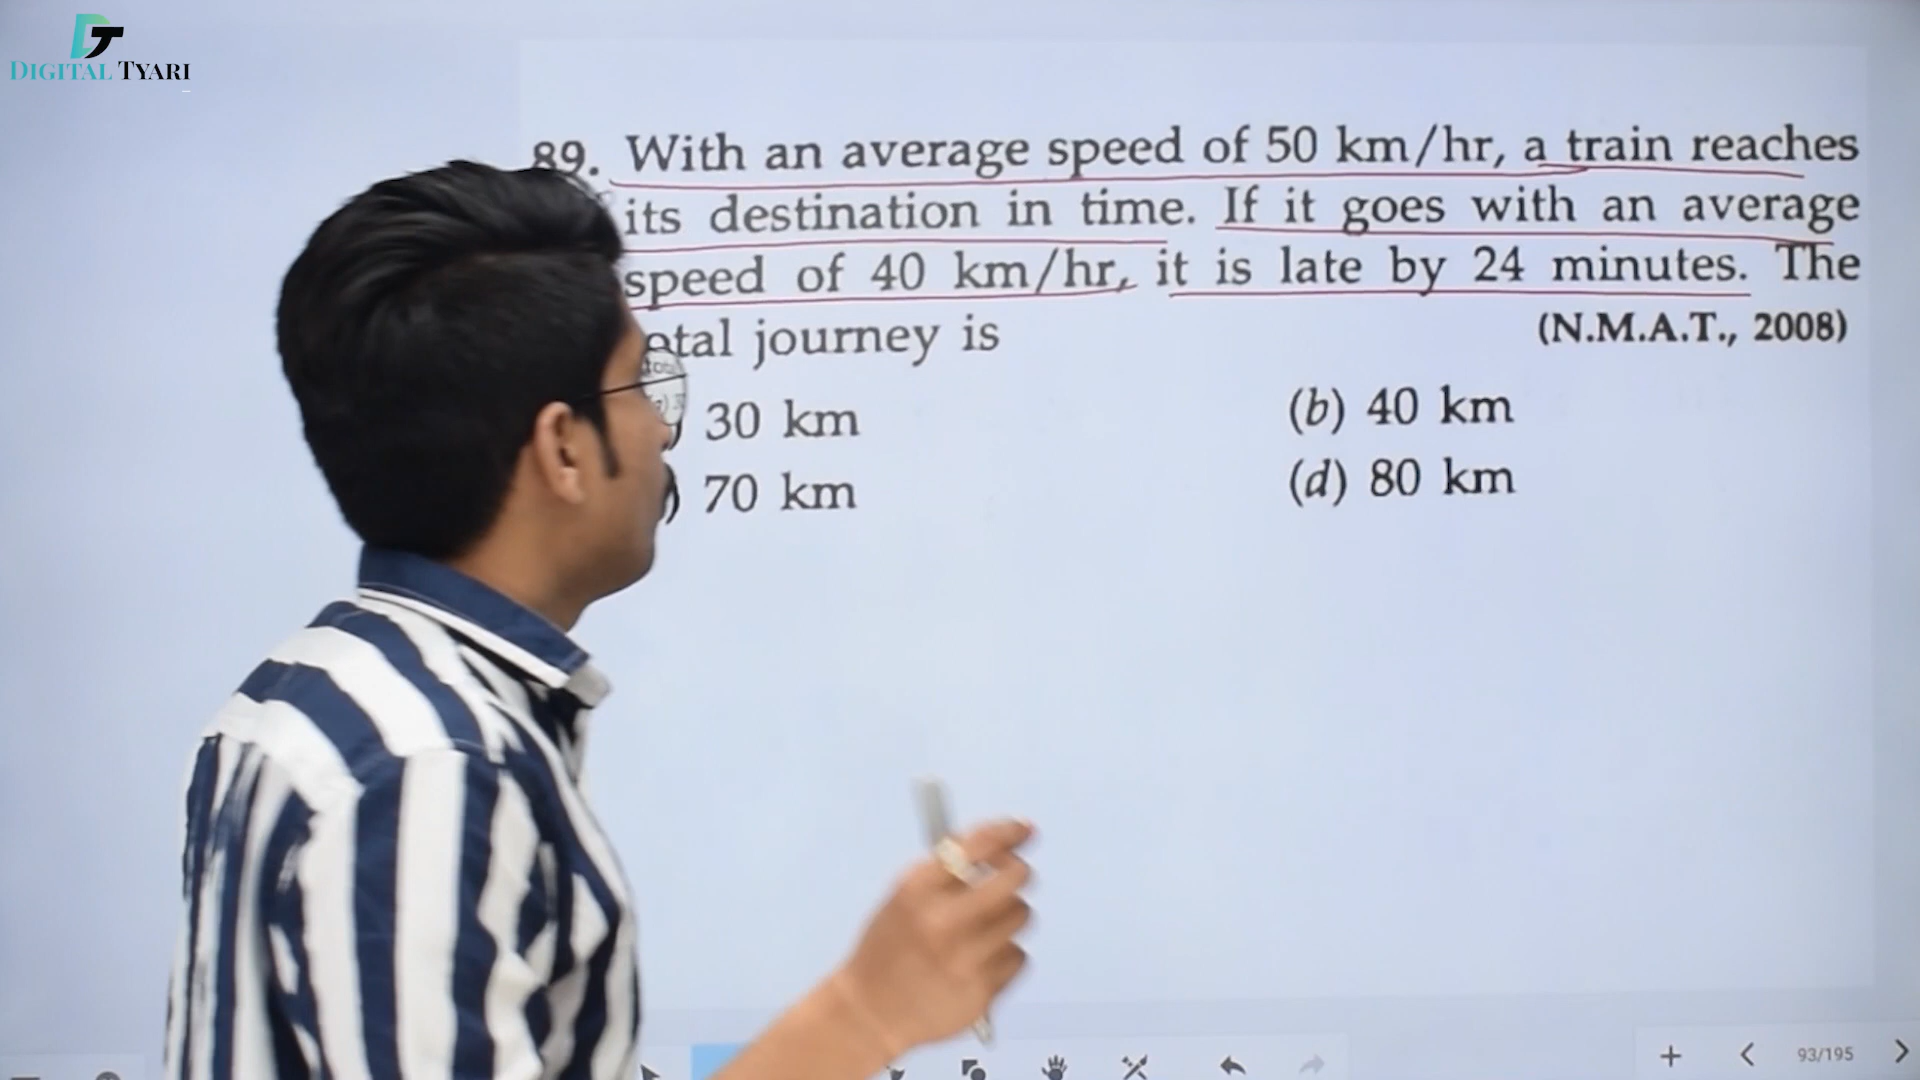 DIGITAL TYARI
89. With an average speed of 50 km/hr, a train reaches
its destination in time. If it goes with an average
speed of 40 km/hr, it is late by 24 minutes. The
otal journey is
(N.M.A.T., 2008)
) 30 km
(b) 40 km
) 70 km
(d) 80 km
93/195